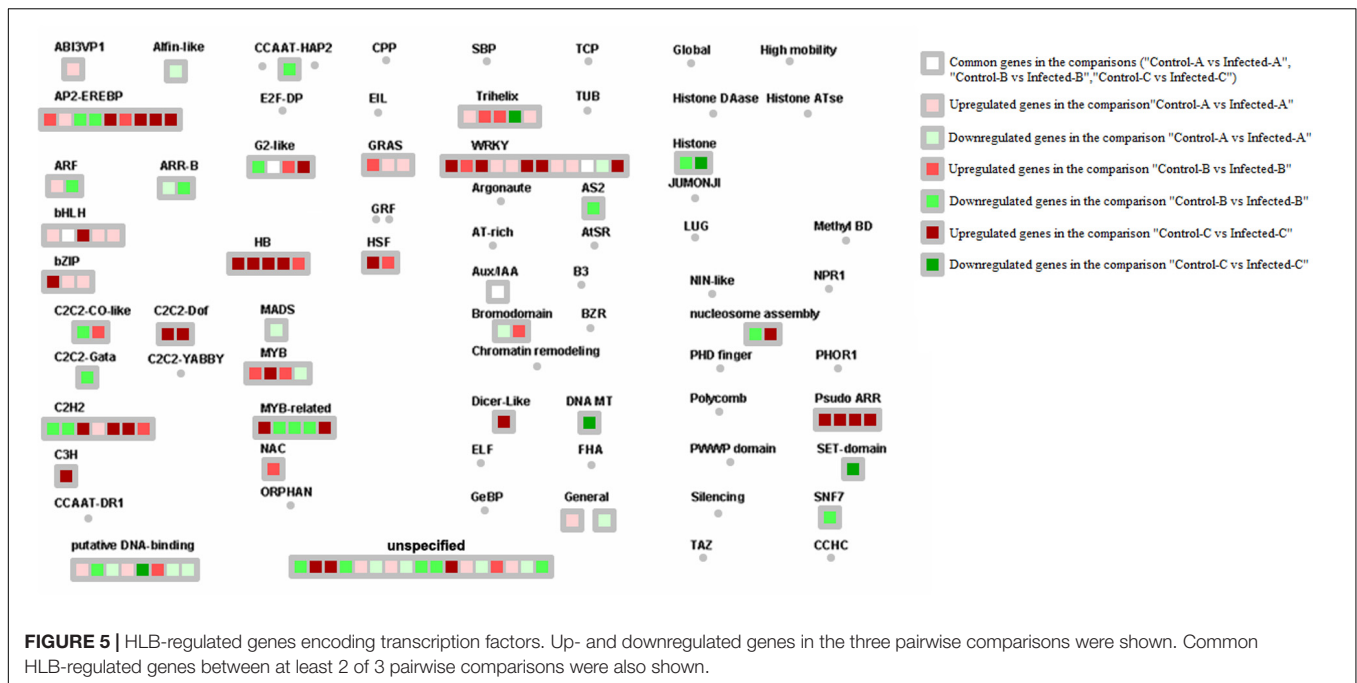 ABI3VP1
Alfin-like
CCAAT-HAP2
CPP
SBP
TCP
Global
High mobility
AP2-EREBP
E2F-DP
EIL
Trihelix
TUB
Histone DAase
Histone ATse
G2-like
GRAS
WRKY
Histone
ARF
ARR-B
Argonaute
AS2
JUMONJI
bHLH
GRF
HB
HSF
AT-rich
AtSR
LUG
Methyl BD
bZIP
Aux/IAA
B3
NIN-like
NPR1
C2C2-CO-like
C2C2-Dof
MADS
Bromodomain
BZR
nucleosome assembly
C2C2-Gata
C2C2-YABBY
MYB
Chromatin remodeling
PHD finger
PHOR1
C2H2
MYB-related
Dicer-Like
DNA MT
Polycomb
Psudo ARR
C3H
NAC
ELF
FHA
PWWP domain
SET-domain
CCAAT-DR1
ORPHAN
GeBP
General
Silencing
SNF7
putative DNA-binding
unspecified
TAZ
CCHC
Common genes in the comparisons ("Control-A vs Infected-A",
"Control-B vs Infected-B","Control-C vs Infected-C")
Upregulated genes in the comparison"Control-A vs Infected-A"
Downregulated genes in the comparison "Control-A vs Infected-A"
Upregulated genes in the comparison "Control-B vs Infected-B"
Downregulated genes in the comparison "Control-B vs Infected-B"
Upregulated genes in the comparison "Control-C vs Infected-C"
Downregulated genes in the comparison "Control-C vs Infected-C"
FIGURE 5 | HLB-regulated genes encoding transcription factors. Up- and downregulated genes in the three pairwise comparisons were shown. Common
HLB-regulated genes between at least 2 of 3 pairwise comparisons were also shown.